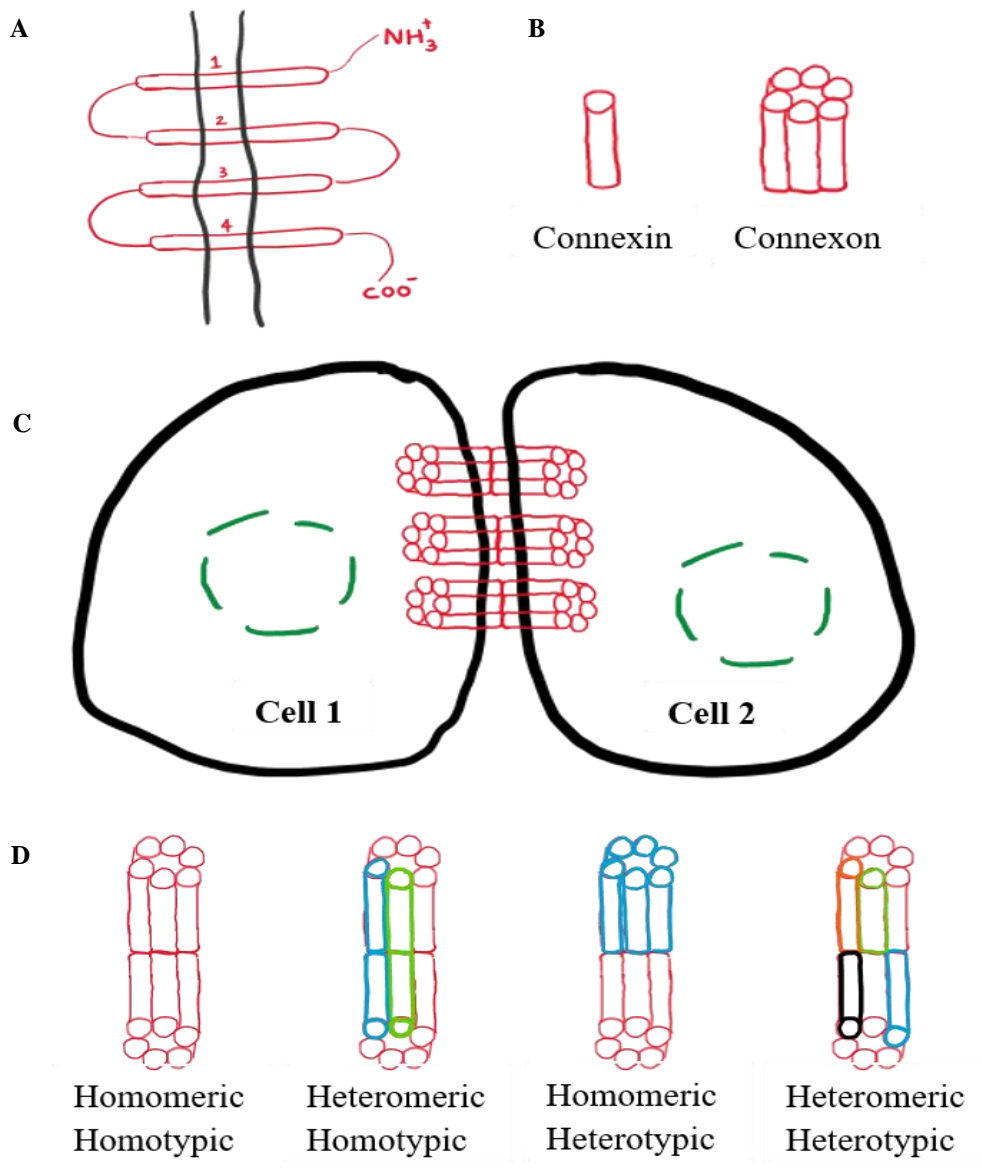 A
B
NH₃⁺
1
2
3
4
COO⁻
Connexin
Connexon
C
Cell 1
Cell 2
D
Homomeric
Homotypic
Heteromeric
Homotypic
Homomeric
Heterotypic
Heteromeric
Heterotypic